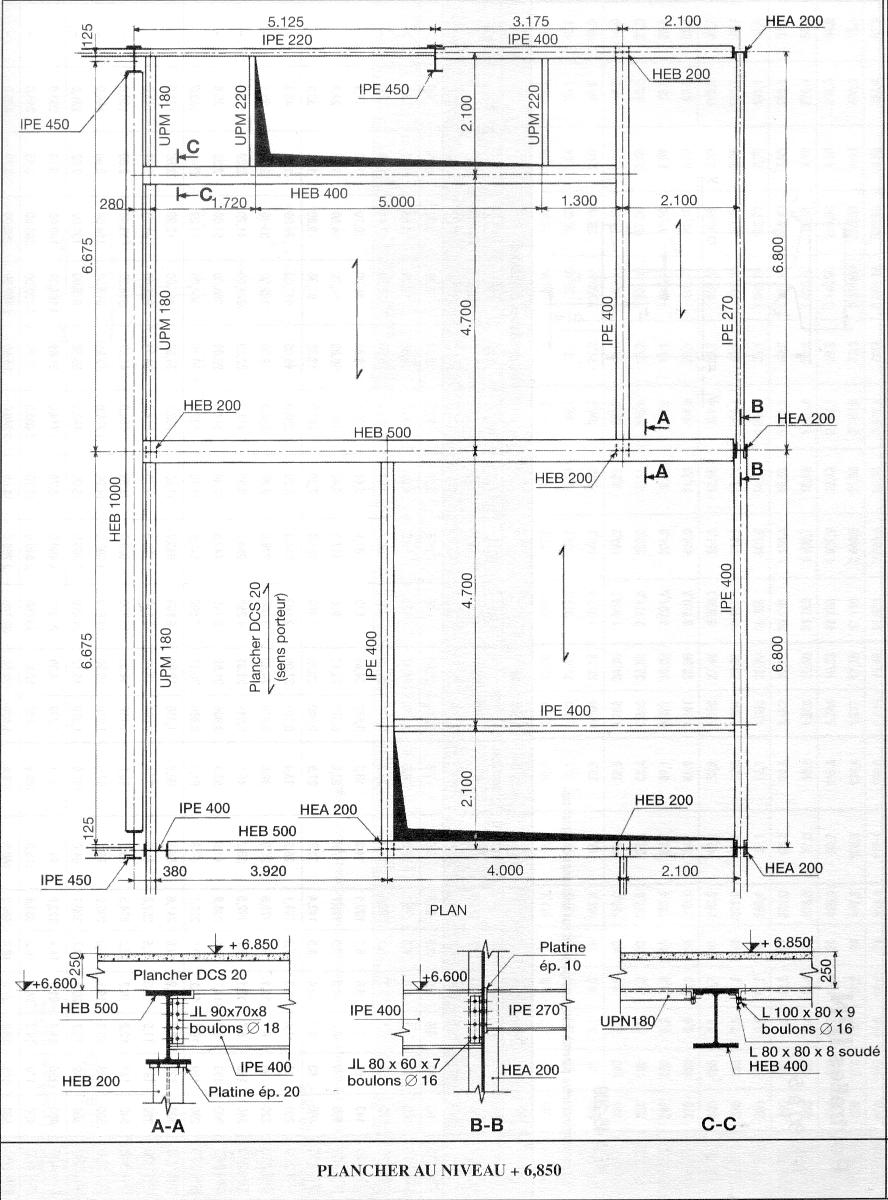 5.125
3.175
2.100
HEA 200
125
IPE 220
IPE 400
HEB 200
IPE 450
IPE 450
UPM 180
UPM 220
UPM 220
2.100
C
C
HEB 400
280
1.720
5.000
1.300
2.100
6.675
6.800
UPM 180
4.700
IPE 400
IPE 270
HEB 200
HEB 500
A
B
HEA 200
HEB 200
A
B
HEB 1000
4.700
IPE 400
Plancher DCS 20
(sens porteur)
6.675
UPM 180
IPE 400
6.800
IPE 400
2.100
HEB 200
125
IPE 400
HEA 200
HEB 500
IPE 450
380
3.920
4.000
2.100
HEA 200
PLAN
+ 6.850
250
Plancher DCS 20
+6.600
HEB 500
JL 90x70x8
boulons ∅ 18
IPE 400
HEB 200
Platine ép. 20
A-A
Platine
ép. 10
+6.600
IPE 400
IPE 270
JL 80 x 60 x 7
boulons ∅ 16
HEA 200
B-B
+ 6.850
250
UPN180
L 100 x 80 x 9
boulons ∅ 16
L 80 x 80 x 8 soudé
HEB 400
C-C
PLANCHER AU NIVEAU + 6,850